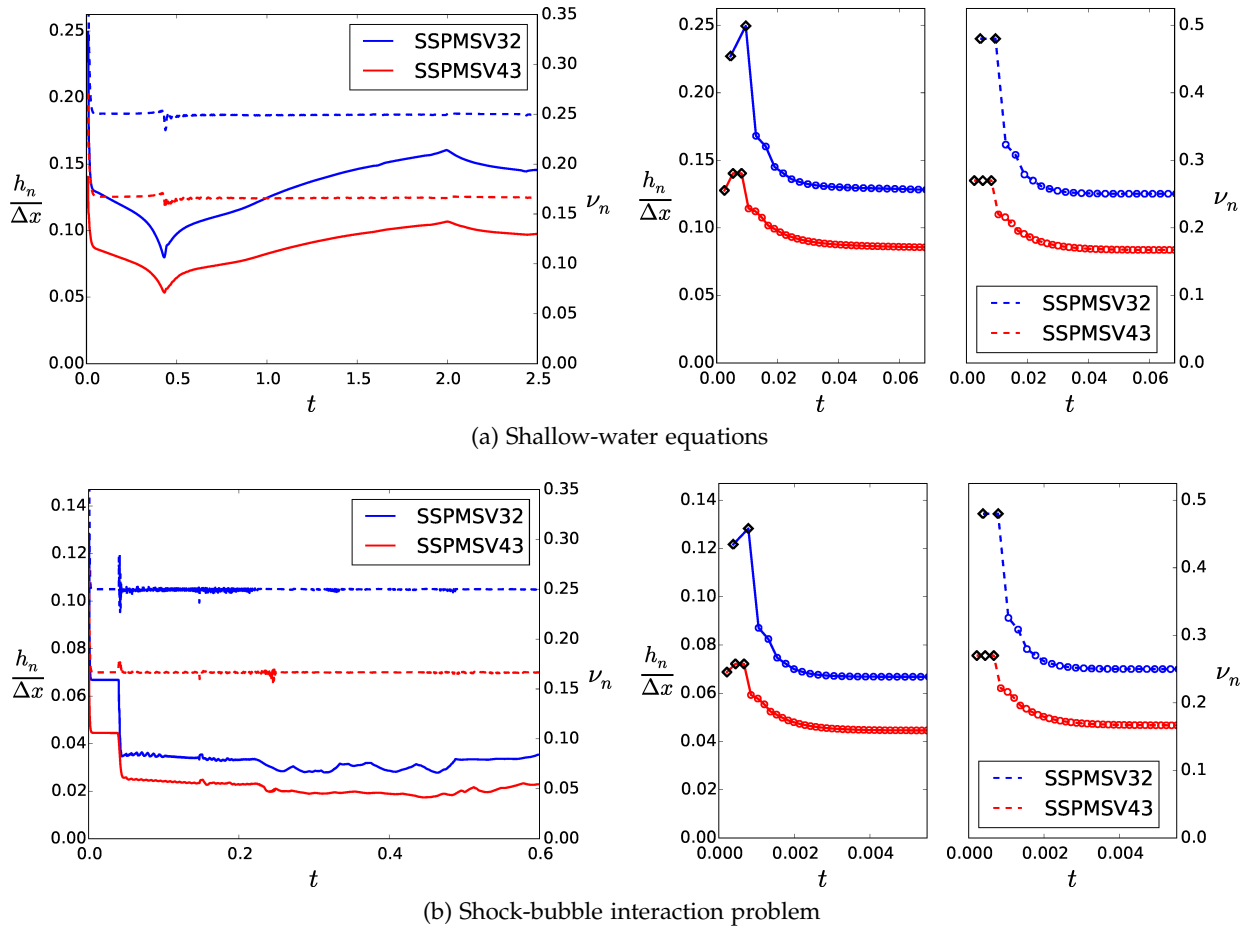 0.25
0.20
0.15
0.10
0.05
0.00
h_n
Δx
0.35
0.30
0.25
0.20
0.15
0.10
0.05
0.00
ν_n
SSPMSV32
SSPMSV43
0.0 0.5 1.0 1.5 2.0 2.5
t
0.25
0.20
0.15
0.10
0.05
0.00
h_n
Δx
0.00 0.02 0.04 0.06
t
0.5
0.4
0.3
0.2
0.1
0.0
ν_n
SSPMSV32
SSPMSV43
0.00 0.02 0.04 0.06
t
(a) Shallow-water equations
0.14
0.12
0.10
0.08
0.06
0.04
0.02
0.00
h_n
Δx
0.35
0.30
0.25
0.20
0.15
0.10
0.05
0.00
ν_n
SSPMSV32
SSPMSV43
0.0 0.2 0.4 0.6
t
0.14
0.12
0.10
0.08
0.06
0.04
0.02
0.00
h_n
Δx
0.000 0.002 0.004
t
0.5
0.4
0.3
0.2
0.1
0.0
ν_n
SSPMSV32
SSPMSV43
0.000 0.002 0.004
t
(b) Shock-bubble interaction problem